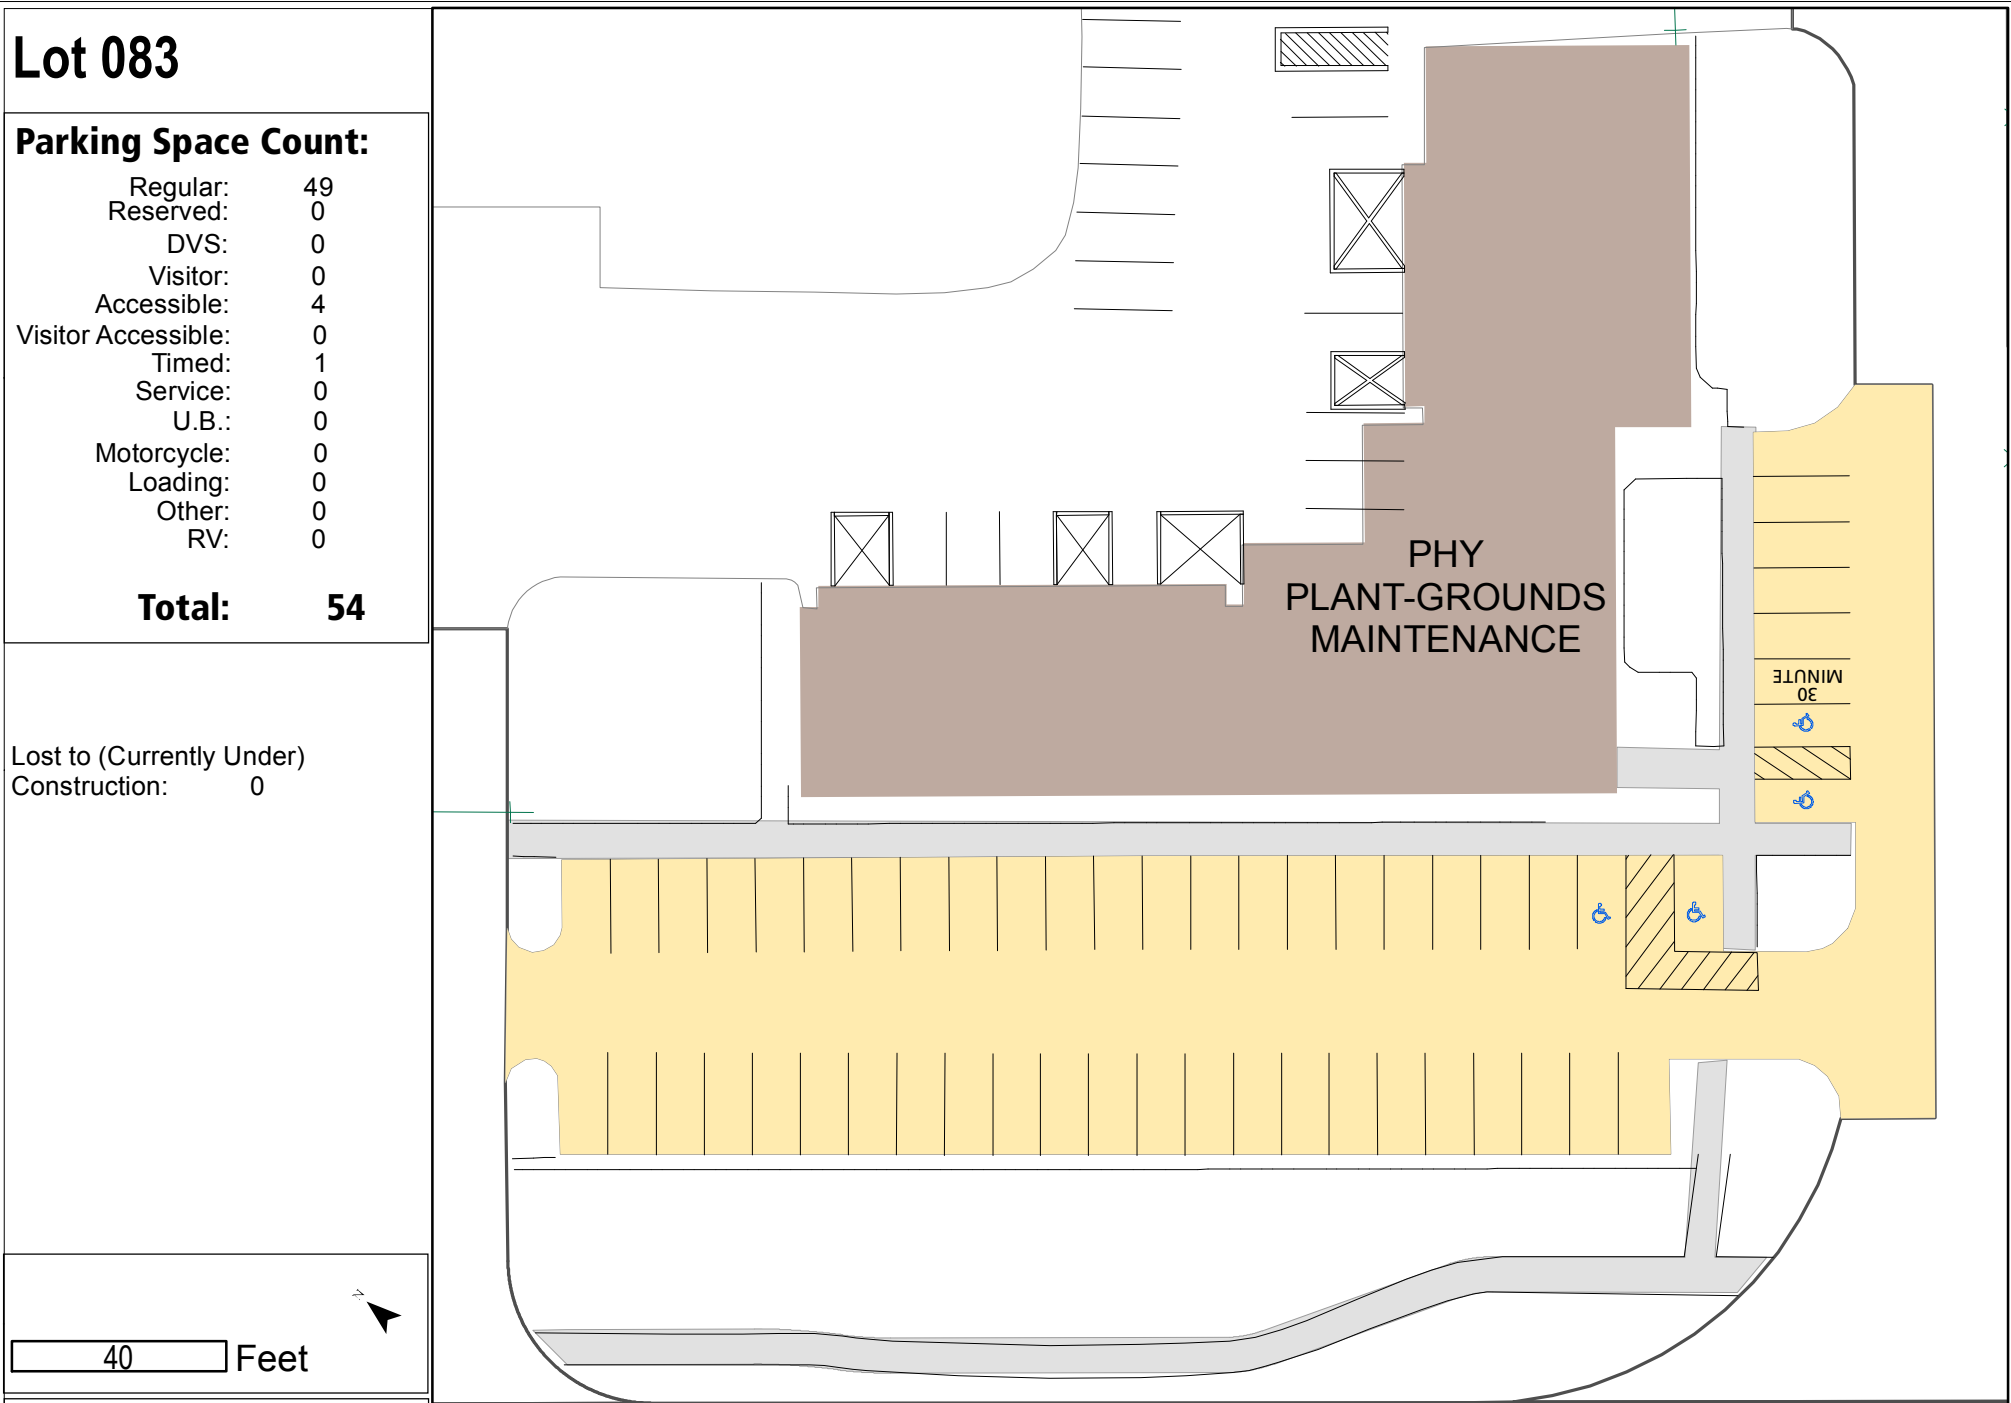 Lot 083
Parking Space Count:
Regular: 49
Reserved: 0
DVS: 0
Visitor: 0
Accessible: 4
Visitor Accessible: 0
Timed: 1
Service: 0
U.B.: 0
Motorcycle: 0
Loading: 0
Other: 0
RV: 0
Total: 54
Lost to (Currently Under)
Construction: 0
N
40 Feet
PHY
PLANT-GROUNDS
MAINTENANCE
30
MINUTE